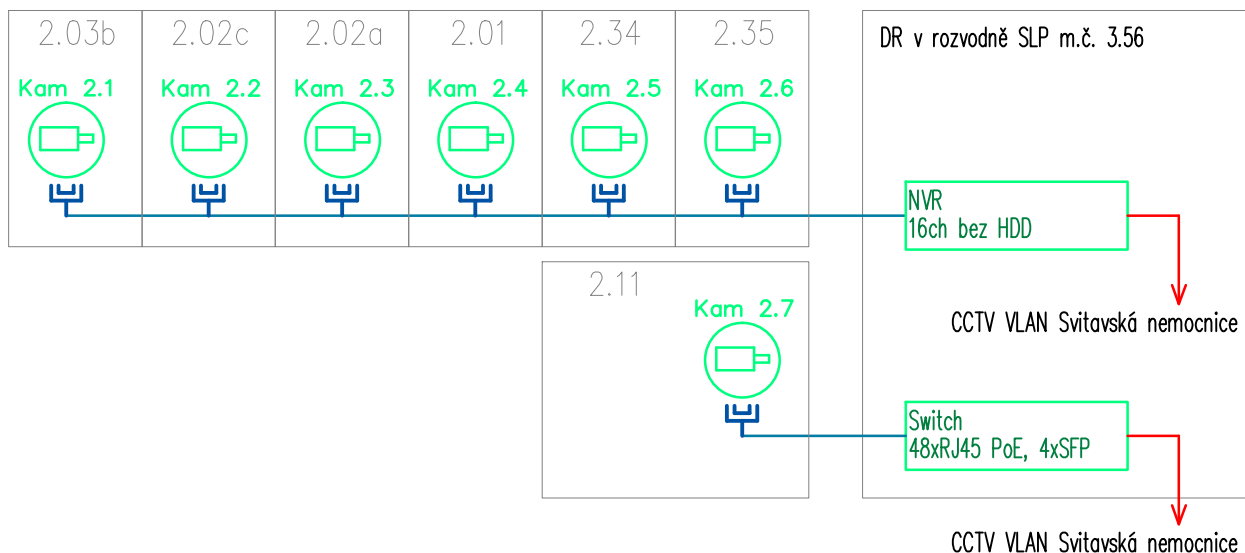 2.03b 2.02c 2.02a 2.01 2.34 2.35
DR v rozvodně SLP m.č. 3.56
Kam 2.1 Kam 2.2 Kam 2.3 Kam 2.4 Kam 2.5 Kam 2.6
NVR
16ch bez HDD
2.11
Kam 2.7
CCTV VLAN Svitavská nemocnice
Switch
48xRJ45 PoE, 4xSFP
CCTV VLAN Svitavská nemocnice